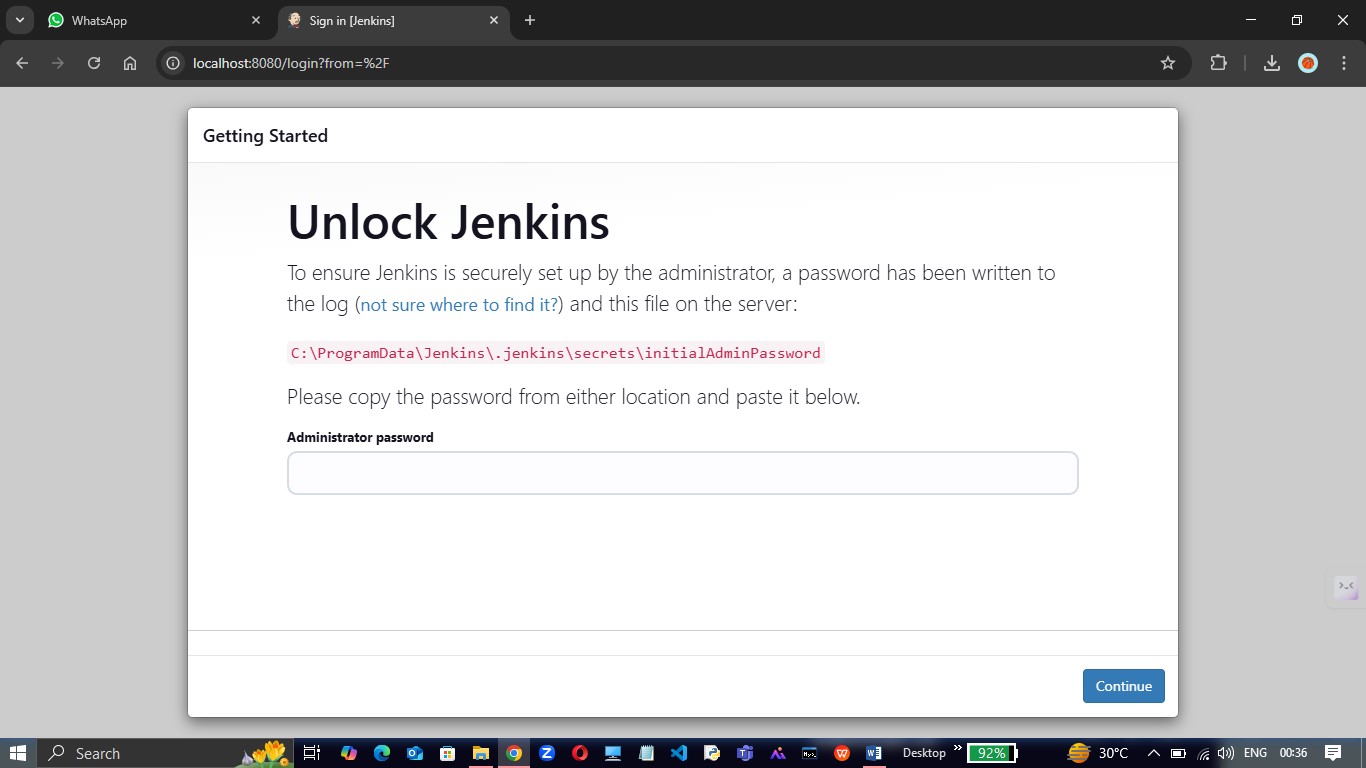 WhatsApp
Sign in [Jenkins]
localhost:8080/login?from=%2F
Getting Started
Unlock Jenkins
To ensure Jenkins is securely set up by the administrator, a password has been written to
the log (not sure where to find it?) and this file on the server:
C:\ProgramData\Jenkins\.jenkins\secrets\initialAdminPassword
Please copy the password from either location and paste it below.
Administrator password
Continue
Search
Desktop
92%
30°C
ENG
00:36